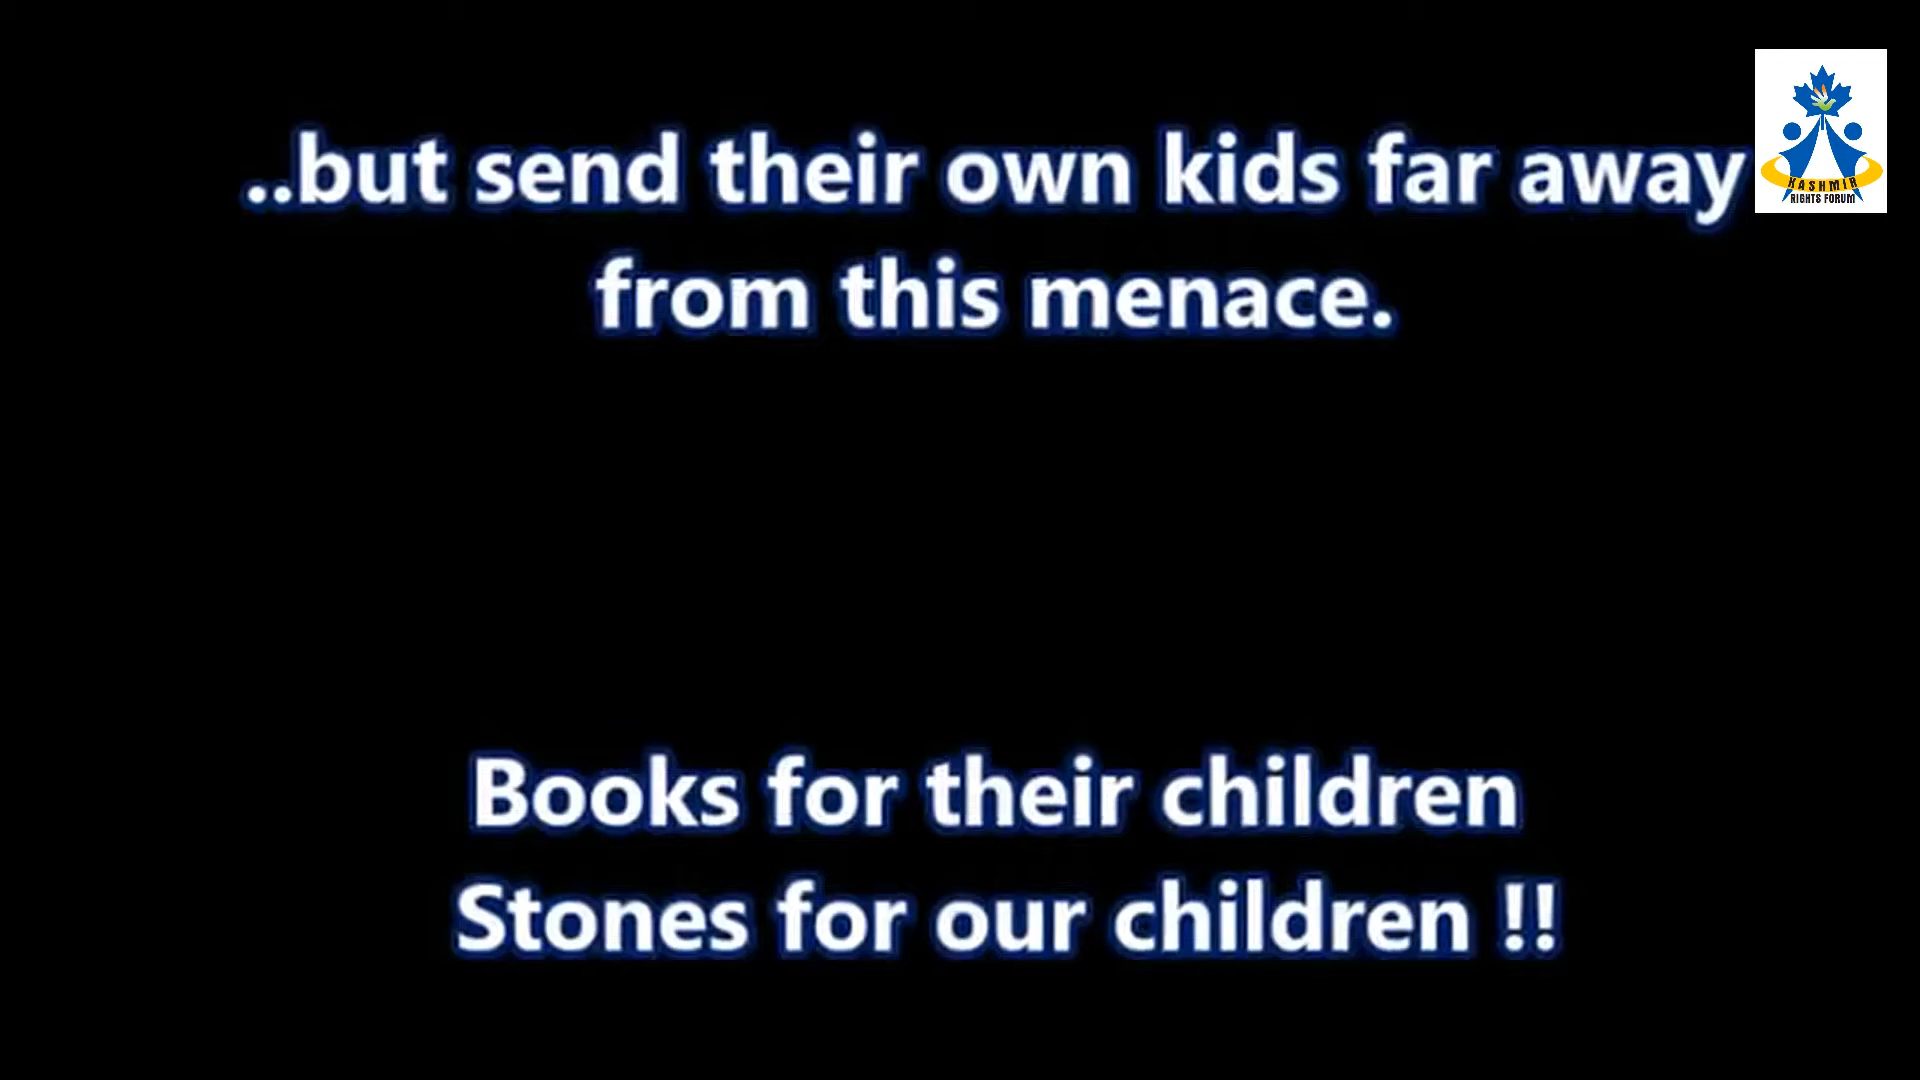 ..but send their own kids far away
from this menace.
KASHMIR
RIGHTS FORUM
Books for their children
Stones for our children !!